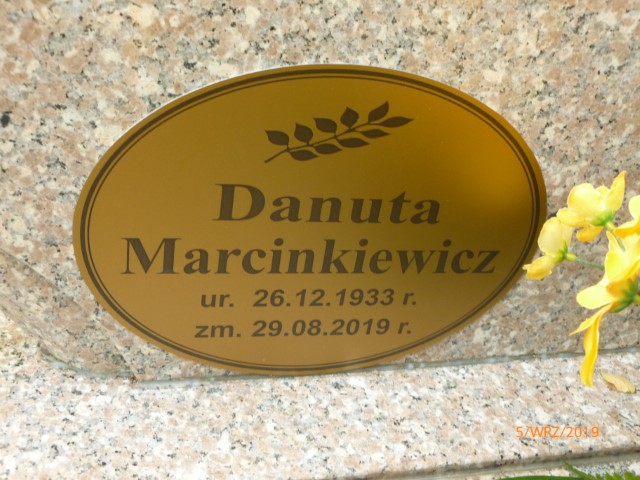 Danuta
Marcinkiewicz
ur. 26.12.1933 r.
zm. 29.08.2019 r.
5/WRZ/2019